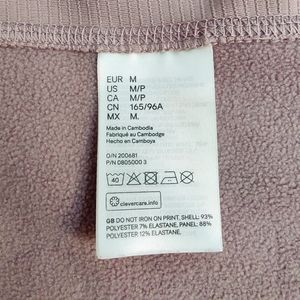 EUR M
US M/P
CA M/P
CN 165/96A
MX M.
Made in Cambodia
Fabriqué au Cambodge
Hecho en Camboya
O/N 200681
P/N 0805000 3
40
clevercare.info
GB DO NOT IRON ON PRINT, SHELL: 93%
POLYESTER 7% ELASTANE, PANEL: 88%
POLYESTER 12% ELASTANE.